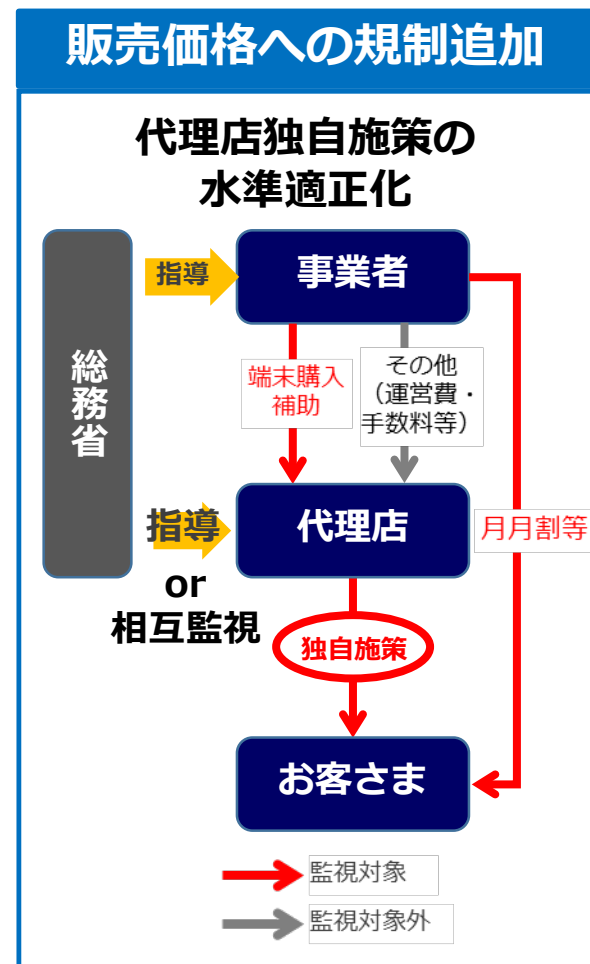 販売価格への規制追加
代理店独自施策の
水準適正化
総務省
指導
事業者
端末購入
補助
その他
（運営費・
手数料等）
指導
or
相互監視
代理店
月月割等
独自施策
お客さま
監視対象
監視対象外